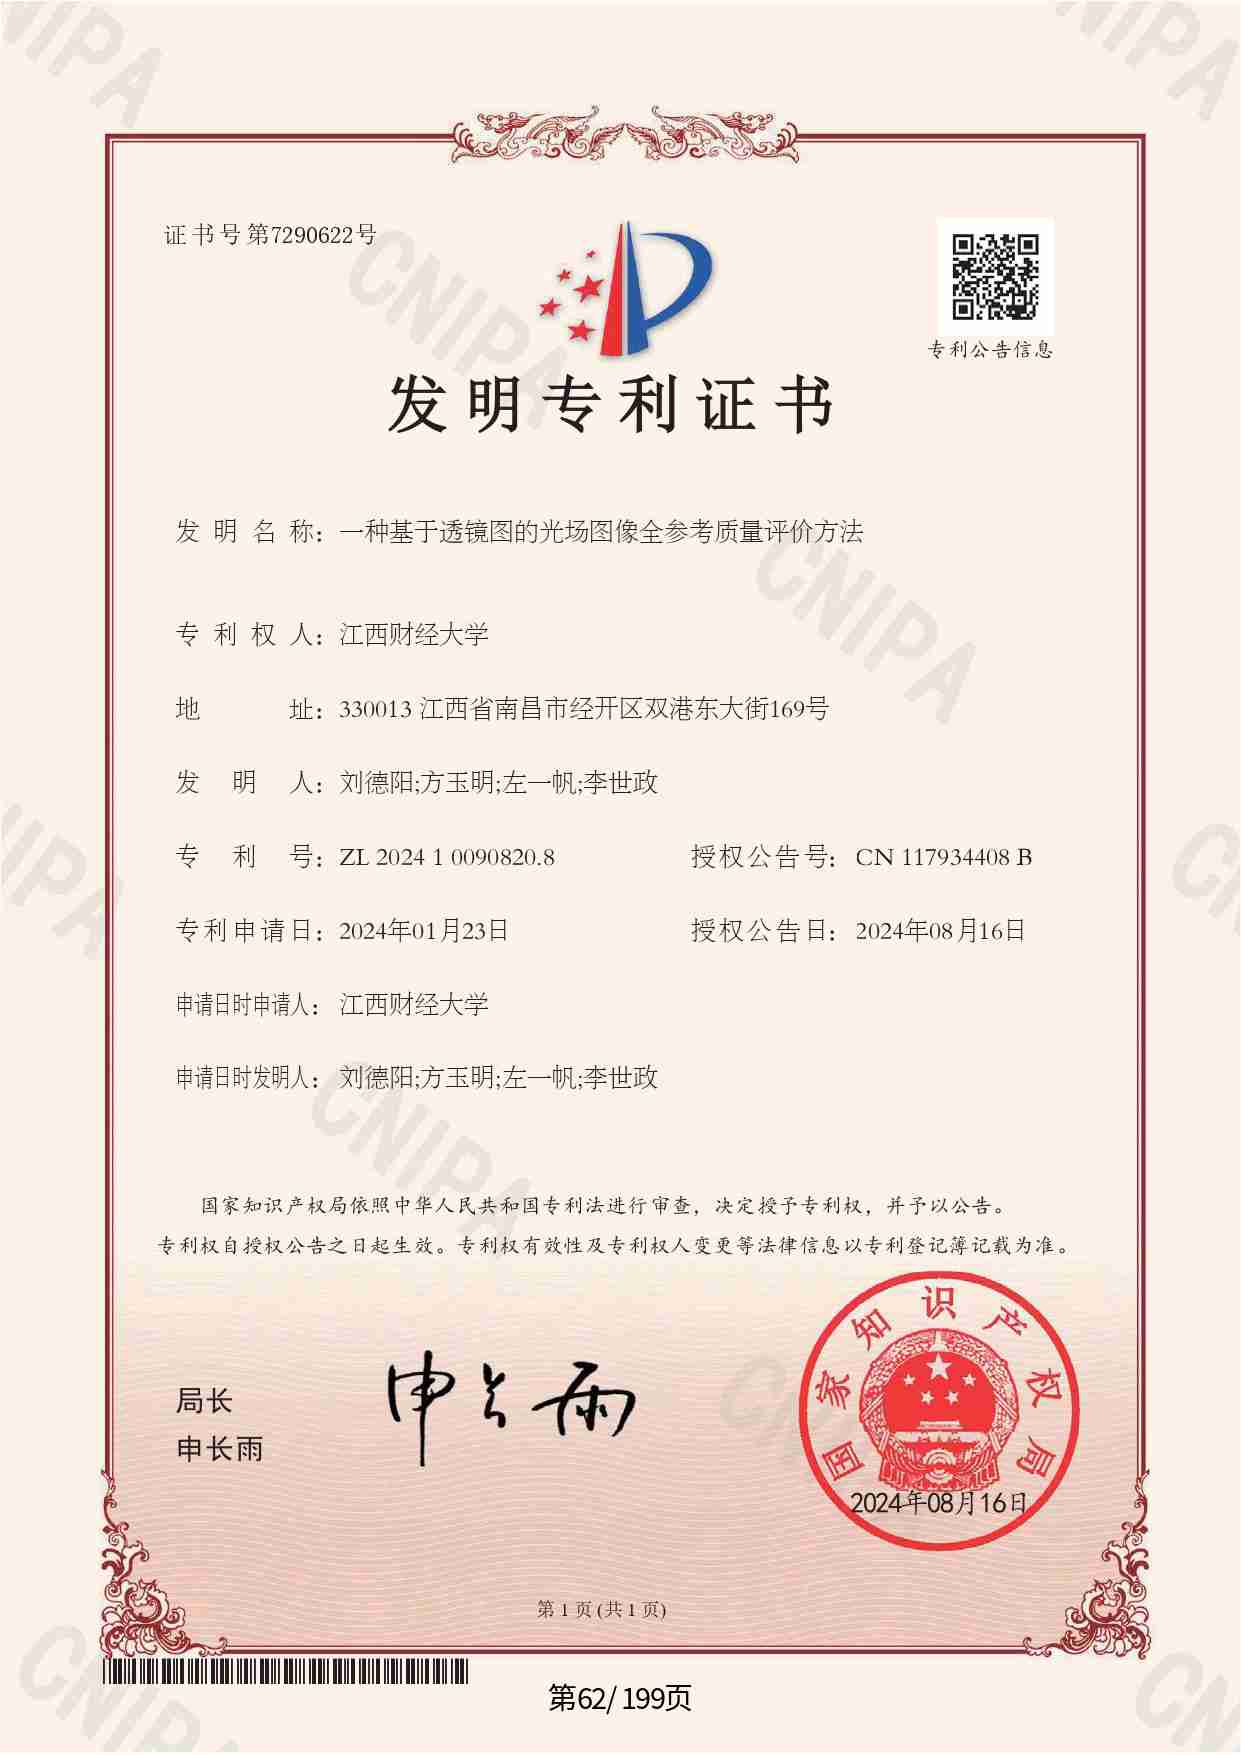 证书号第7290622号
专利公告信息
发明专利证书
发明名称：一种基于透镜图的光场图像全参考质量评价方法
专利权人：江西财经大学
地址：330013 江西省南昌市经开区双港东大街169号
发明人：刘德阳;方玉明;左一帆;李世政
专利号：ZL 2024 1 0090820.8 授权公告号：CN 117934408 B
专利申请日：2024年01月23日 授权公告日：2024年08月16日
申请日时申请人：江西财经大学
申请日时发明人：刘德阳;方玉明;左一帆;李世政
国家知识产权局依照中华人民共和国专利法进行审查，决定授予专利权，并予以公告。
专利权自授权公告之日起生效。专利权有效性及专利权人变更等法律信息以专利登记簿记载为准。
局长
申长雨
申长雨
国家知识产权局
2024年08月16日
第 1 页 (共 1 页)
第62/199页
CNIPA
CNIPA
CNIPA
CNIPA
CNIPA
CNIPA
CNIPA
CNIPA
CNIPA
CNIPA